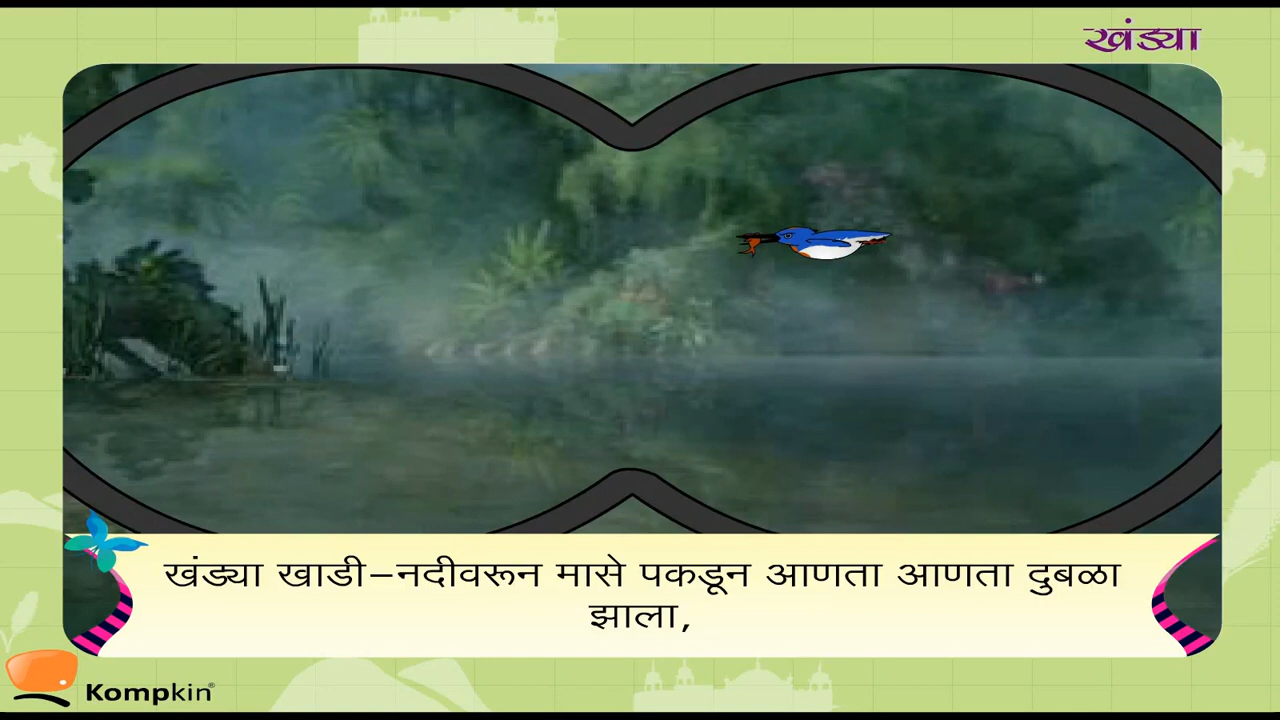 खंड्या
खंड्या खाडी–नदीवरून मासे पकडून आणता आणता दुबळा
झाला,
Kompkin®